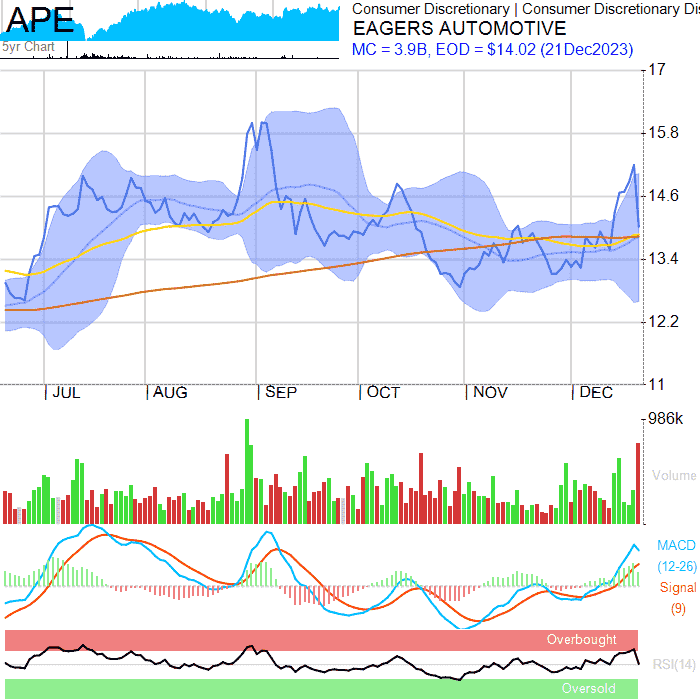 APE
5yr Chart
Consumer Discretionary | Consumer Discretionary Dis
EAGERS AUTOMOTIVE
MC = 3.9B, EOD = $14.02 (21Dec2023)
17
15.8
14.6
13.4
12.2
11
JUL AUG SEP OCT NOV DEC
986k
Volume
MACD
(12-26)
Signal
(9)
Overbought
RSI(14)
Oversold